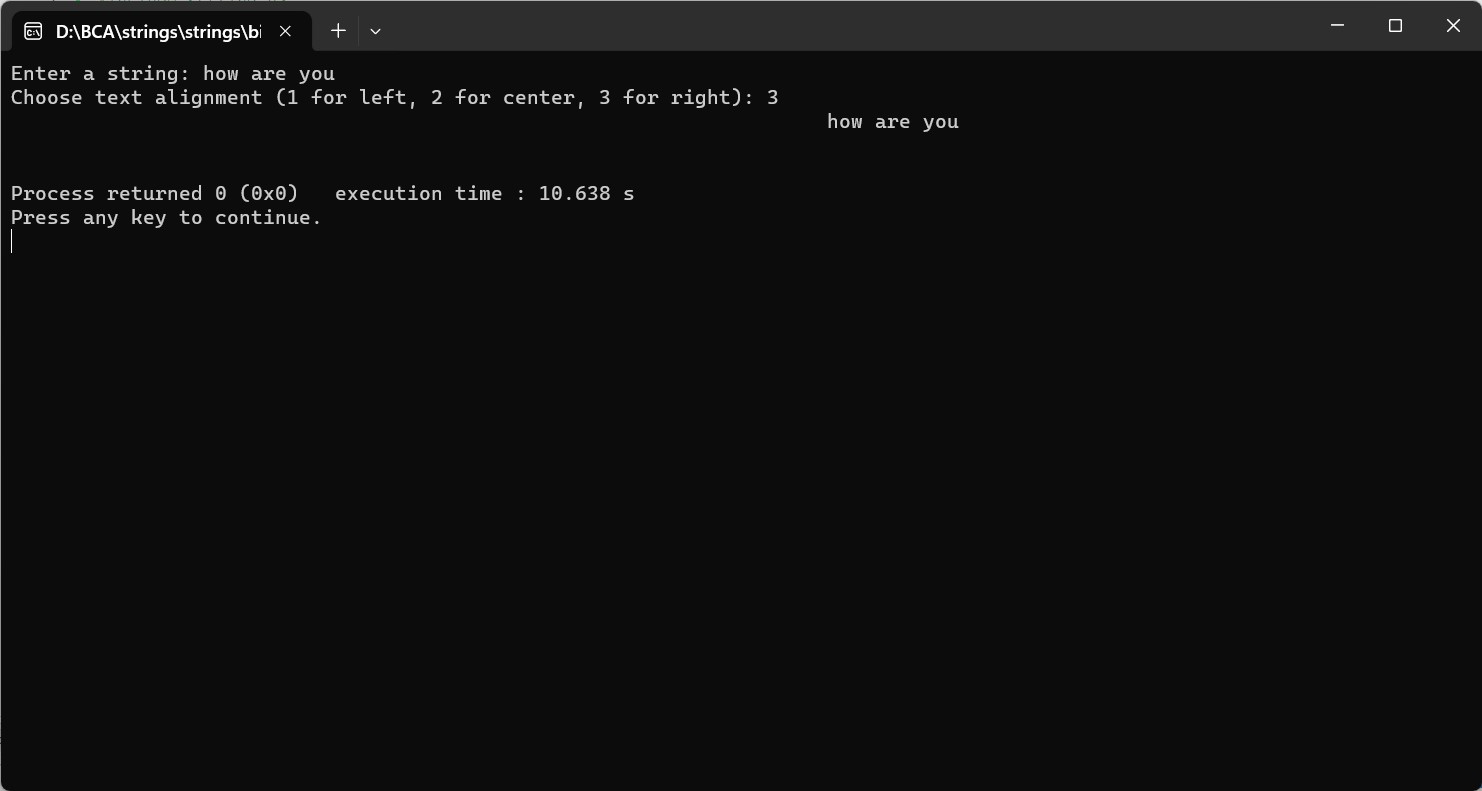 D:\BCA\strings\strings\bi
Enter a string: how are you
Choose text alignment (1 for left, 2 for center, 3 for right): 3
how are you
Process returned 0 (0x0)   execution time : 10.638 s
Press any key to continue.